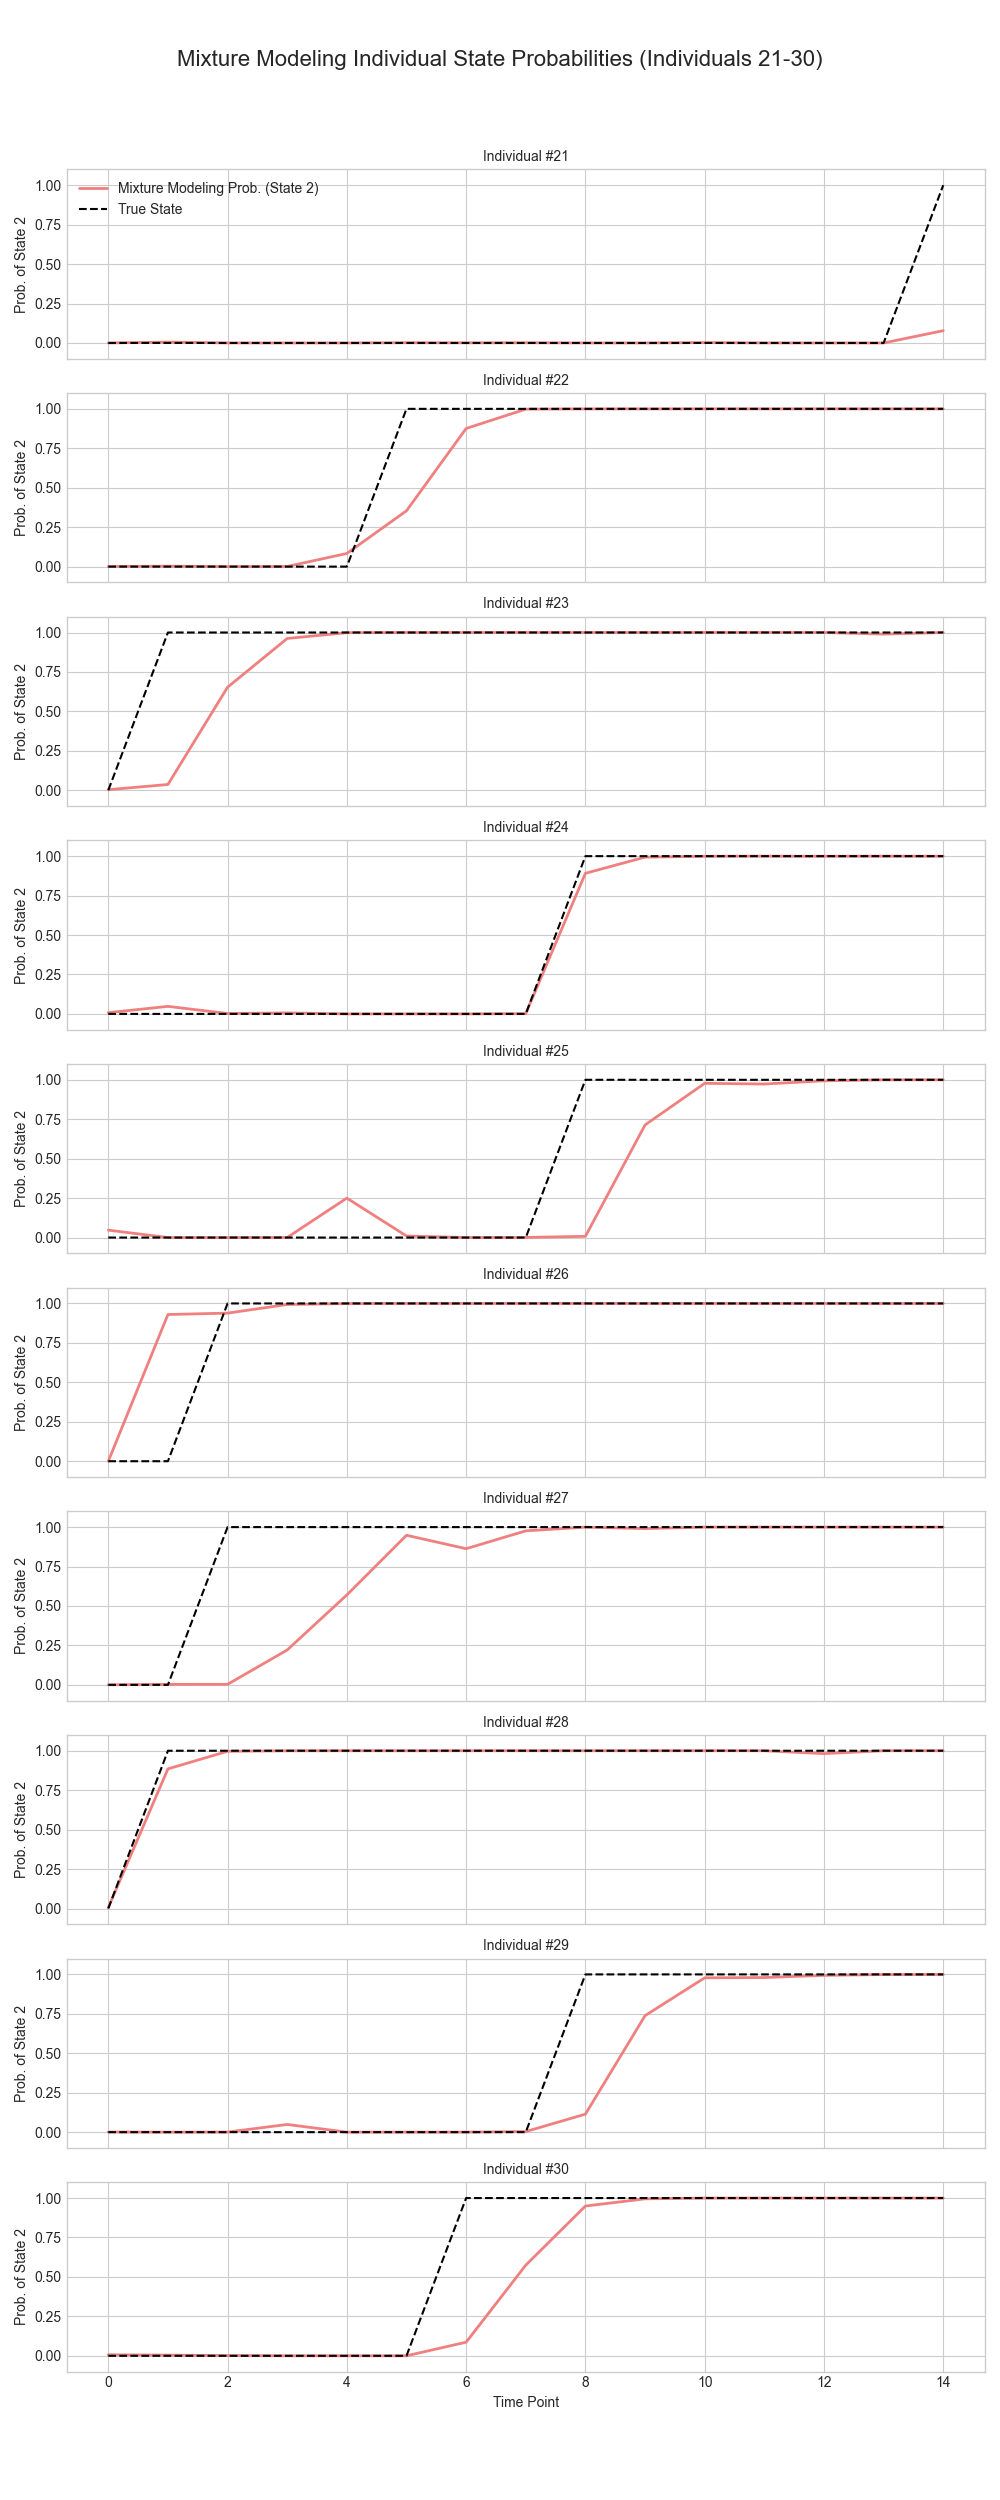 Mixture Modeling Individual State Probabilities (Individuals 21-30)
Individual #21
Mixture Modeling Prob. (State 2)
True State
Prob. of State 2
1.00
0.75
0.50
0.25
0.00
Individual #22
Prob. of State 2
1.00
0.75
0.50
0.25
0.00
Individual #23
Prob. of State 2
1.00
0.75
0.50
0.25
0.00
Individual #24
Prob. of State 2
1.00
0.75
0.50
0.25
0.00
Individual #25
Prob. of State 2
1.00
0.75
0.50
0.25
0.00
Individual #26
Prob. of State 2
1.00
0.75
0.50
0.25
0.00
Individual #27
Prob. of State 2
1.00
0.75
0.50
0.25
0.00
Individual #28
Prob. of State 2
1.00
0.75
0.50
0.25
0.00
Individual #29
Prob. of State 2
1.00
0.75
0.50
0.25
0.00
Individual #30
Prob. of State 2
1.00
0.75
0.50
0.25
0.00
0 2 4 6 8 10 12 14
Time Point